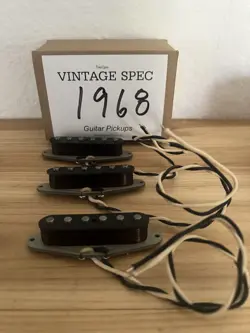 VINTAGE SPEC
1968
Guitar Pickups